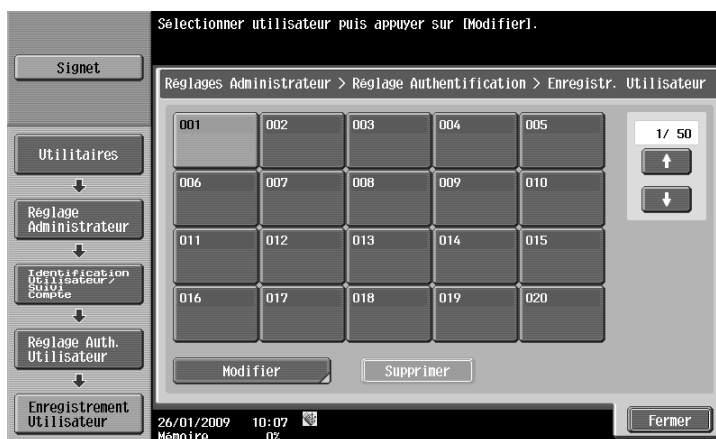 Sélectionner utilisateur puis appuyer sur [Modifier].
Signet
Réglages Administrateur > Réglage Authentification > Enregistr. Utilisateur
001 002 003 004 005
1/ 50
Utilitaires
006 007 008 009 010
Réglage
Administrateur
011 012 013 014 015
Identification
Utilisateur/
Suivi
Compte
016 017 018 019 020
Réglage Auth.
Utilisateur
Modifier Supprimer
Enregistrement
Utilisateur
26/01/2009 10:07
Mémoire 0%
Fermer